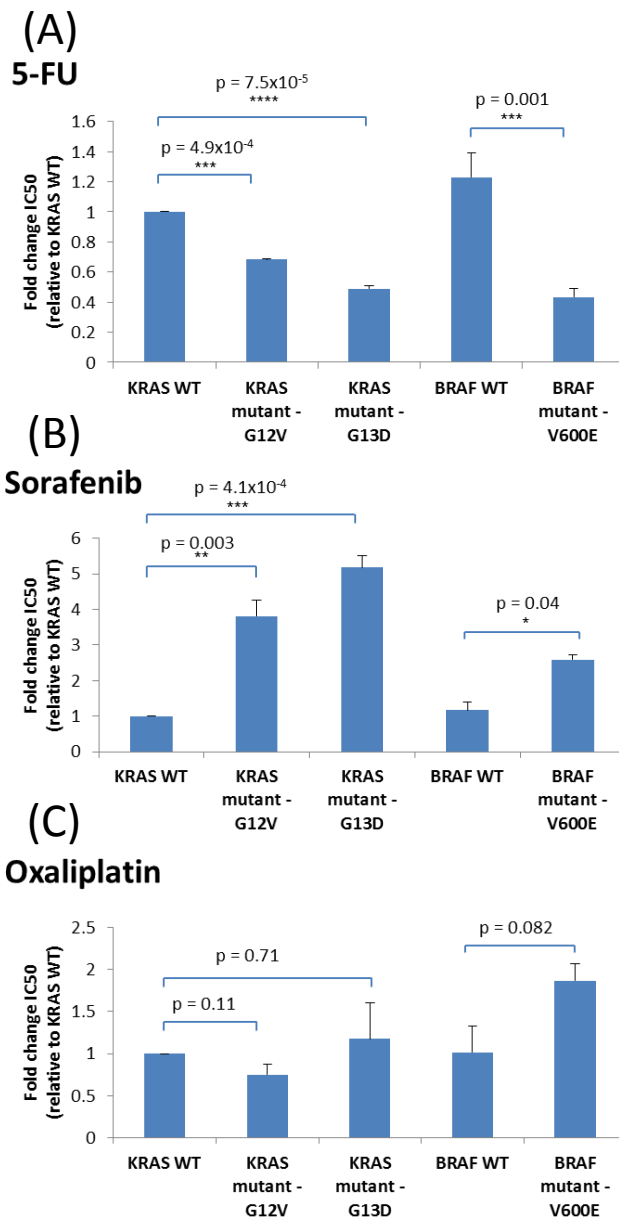 (A)
5-FU
p = 7.5x10-5
****
p = 0.001
***
p = 4.9x10-4
***
Fold change IC50
(relative to KRAS WT)
1.6
1.4
1.2
1
0.8
0.6
0.4
0.2
0
KRAS WT
KRAS
mutant -
G12V
KRAS
mutant -
G13D
BRAF WT
BRAF
mutant -
V600E
(B)
Sorafenib
p = 4.1x10-4
***
p = 0.003
**
p = 0.04
*
Fold change IC50
(relative to KRAS WT)
6
5
4
3
2
1
0
KRAS WT
KRAS
mutant -
G12V
KRAS
mutant -
G13D
BRAF WT
BRAF
mutant -
V600E
(C)
Oxaliplatin
p = 0.082
p = 0.71
p = 0.11
Fold change IC50
(relative to KRAS WT)
2.5
2
1.5
1
0.5
0
KRAS WT
KRAS
mutant -
G12V
KRAS
mutant -
G13D
BRAF WT
BRAF
mutant -
V600E